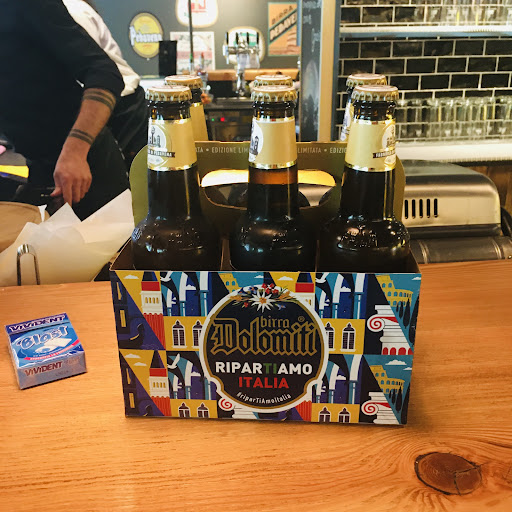 EDIZIONE LIMITATA
birra
Dolomiti
RIPARTIAMO
ITALIA
#ripartiAmoItalia
VIVIDENT
Blast
VIVIDENT